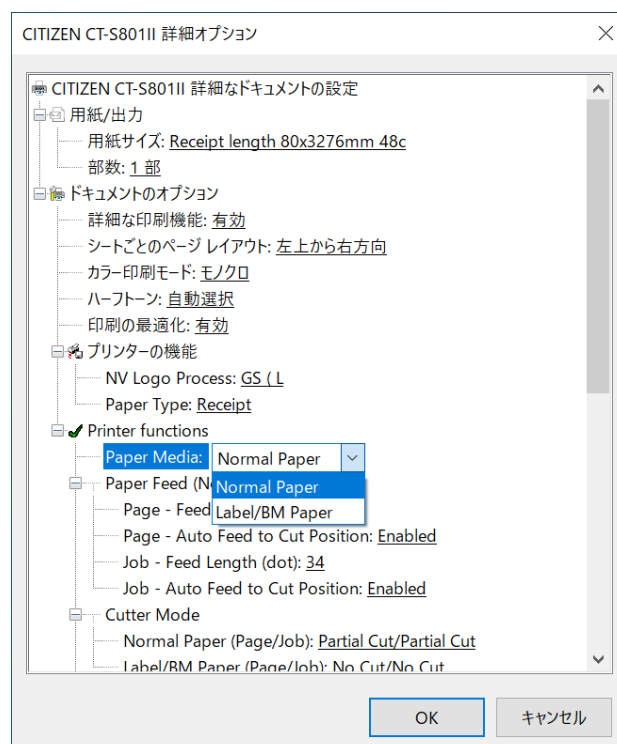 CITIZEN CT-S801II 詳細オプション
CITIZEN CT-S801II 詳細なドキュメントの設定
用紙/出力
用紙サイズ: Receipt length 80x3276mm 48c
部数: 1 部
ドキュメントのオプション
詳細な印刷機能: 有効
シートごとのページ レイアウト: 左上から右方向
カラー印刷モード: モノクロ
ハーフトーン: 自動選択
印刷の最適化: 有効
プリンターの機能
NV Logo Process: GS ( L
Paper Type: Receipt
Printer functions
Paper Media: Normal Paper
Paper Feed (N
Normal Paper
Page - Feed
Label/BM Paper
Page - Auto Feed to Cut Position: Enabled
Job - Feed Length (dot): 34
Job - Auto Feed to Cut Position: Enabled
Cutter Mode
Normal Paper (Page/Job): Partial Cut/Partial Cut
Label/BM Paper (Page/Job): No Cut/No Cut
OK
キャンセル